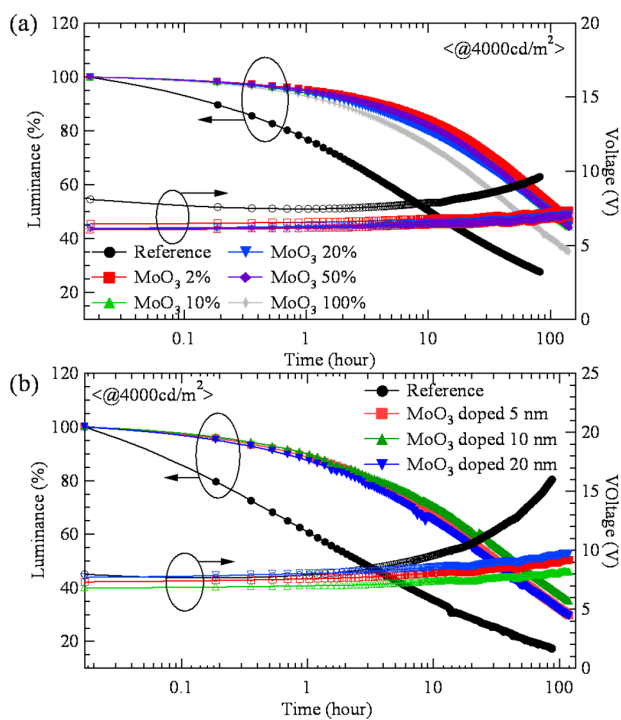 (a)
<@4000cd/m²>
120
100
80
60
40
20
Luminance (%)
20
15
10
5
0
Voltage (V)
Reference
MoO₃ 2%
MoO₃ 10%
MoO₃ 20%
MoO₃ 50%
MoO₃ 100%
0.1
1
10
100
Time (hour)
(b)
<@4000cd/m²>
120
100
80
60
40
20
Luminance (%)
25
20
15
10
5
0
VOltage (V)
Reference
MoO₃ doped 5 nm
MoO₃ doped 10 nm
MoO₃ doped 20 nm
0.1
1
10
100
Time (hour)